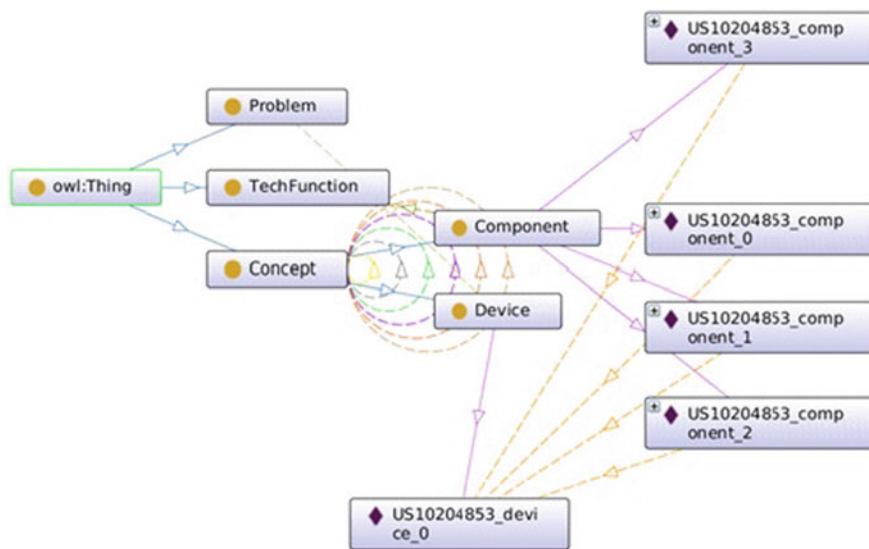 US10204853_comp
onent_3
Problem
owl:Thing
TechFunction
Component
US10204853_comp
onent_0
Concept
Device
US10204853_comp
onent_1
US10204853_comp
onent_2
US10204853_devi
ce_0